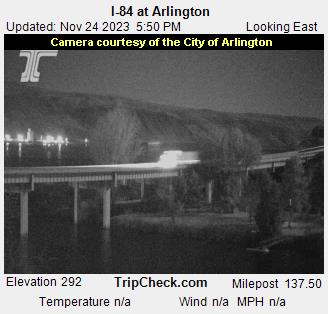 I-84 at Arlington
Updated: Nov 24 2023 5:50 PM Looking East
Camera courtesy of the City of Arlington
Elevation 292 TripCheck.com Milepost 137.50
Temperature n/a Wind n/a MPH n/a